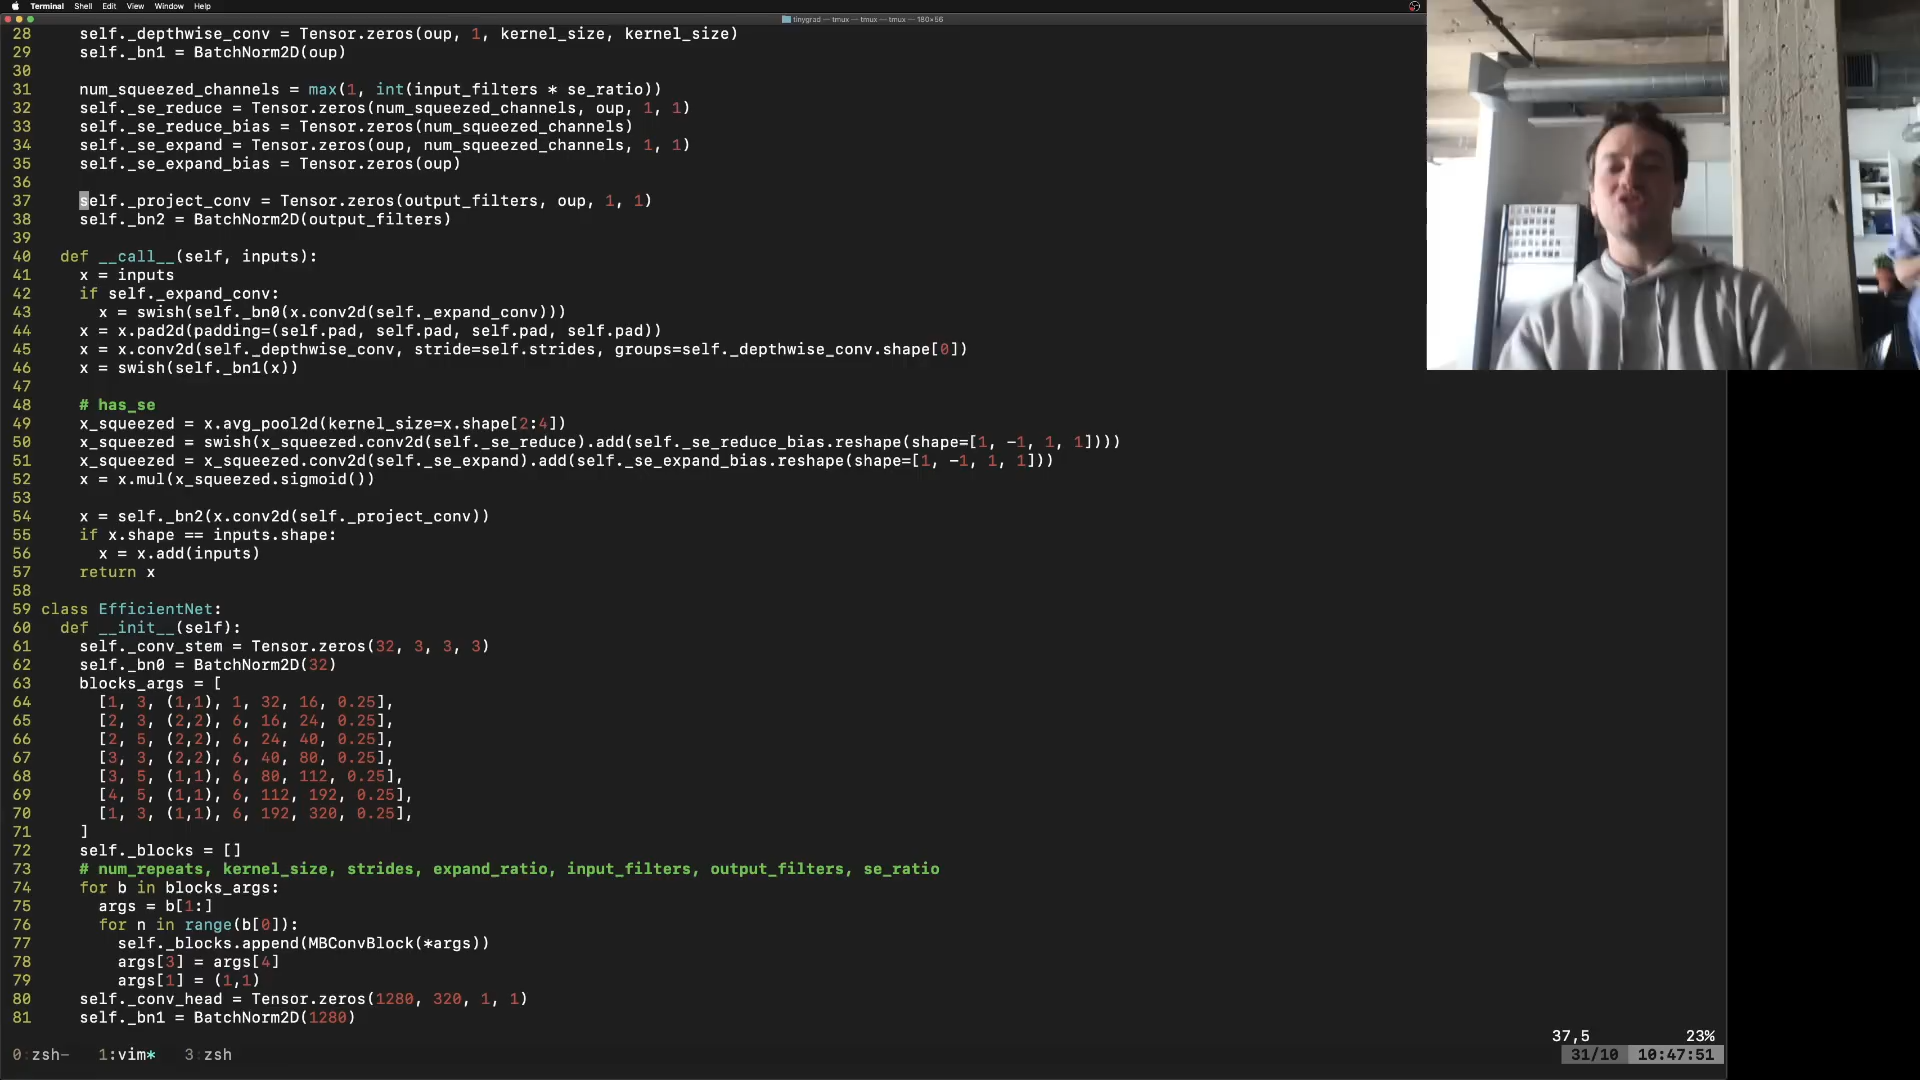 Terminal Shell Edit View Window Help
tinygrad — tmux — tmux — tmux — 180×56
28 self._depthwise_conv = Tensor.zeros(oup, 1, kernel_size, kernel_size)
29 self._bn1 = BatchNorm2D(oup)
30
31 num_squeezed_channels = max(1, int(input_filters * se_ratio))
32 self._se_reduce = Tensor.zeros(num_squeezed_channels, oup, 1, 1)
33 self._se_reduce_bias = Tensor.zeros(num_squeezed_channels)
34 self._se_expand = Tensor.zeros(oup, num_squeezed_channels, 1, 1)
35 self._se_expand_bias = Tensor.zeros(oup)
36
37 self._project_conv = Tensor.zeros(output_filters, oup, 1, 1)
38 self._bn2 = BatchNorm2D(output_filters)
39
40 def __call__(self, inputs):
41 x = inputs
42 if self._expand_conv:
43 x = swish(self._bn0(x.conv2d(self._expand_conv)))
44 x = x.pad2d(padding=(self.pad, self.pad, self.pad, self.pad))
45 x = x.conv2d(self._depthwise_conv, stride=self.strides, groups=self._depthwise_conv.shape[0])
46 x = swish(self._bn1(x))
47
48 # has_se
49 x_squeezed = x.avg_pool2d(kernel_size=x.shape[2:4])
50 x_squeezed = swish(x_squeezed.conv2d(self._se_reduce).add(self._se_reduce_bias.reshape(shape=[1, -1, 1, 1])))
51 x_squeezed = x_squeezed.conv2d(self._se_expand).add(self._se_expand_bias.reshape(shape=[1, -1, 1, 1]))
52 x = x.mul(x_squeezed.sigmoid())
53
54 x = self._bn2(x.conv2d(self._project_conv))
55 if x.shape == inputs.shape:
56 x = x.add(inputs)
57 return x
58
59 class EfficientNet:
60 def __init__(self):
61 self._conv_stem = Tensor.zeros(32, 3, 3, 3)
62 self._bn0 = BatchNorm2D(32)
63 blocks_args = [
64 [1, 3, (1,1), 1, 32, 16, 0.25],
65 [2, 3, (2,2), 6, 16, 24, 0.25],
66 [2, 5, (2,2), 6, 24, 40, 0.25],
67 [3, 3, (2,2), 6, 40, 80, 0.25],
68 [3, 5, (1,1), 6, 80, 112, 0.25],
69 [4, 5, (1,1), 6, 112, 192, 0.25],
70 [1, 3, (1,1), 6, 192, 320, 0.25],
71 ]
72 self._blocks = []
73 # num_repeats, kernel_size, strides, expand_ratio, input_filters, output_filters, se_ratio
74 for b in blocks_args:
75 args = b[1:]
76 for n in range(b[0]):
77 self._blocks.append(MBConvBlock(*args))
78 args[3] = args[4]
79 args[1] = (1,1)
80 self._conv_head = Tensor.zeros(1280, 320, 1, 1)
81 self._bn1 = BatchNorm2D(1280)
37,5 23%
0:zsh- 1:vim* 3:zsh 31/10 10:47:51